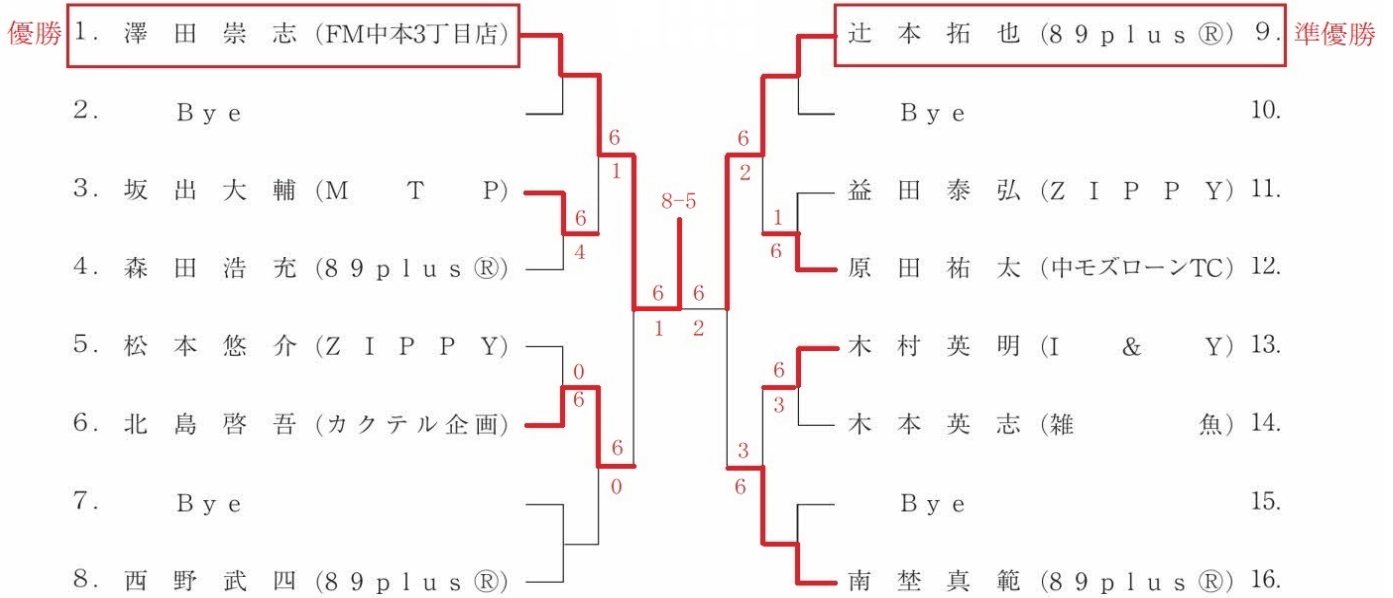 優勝 1. 澤田崇志 (FM中本3丁目店)
2. Bye
6
1
3. 坂出大輔 (MTP)
6
4
4. 森田浩充 (89plus®)
8-5
6
1
6
2
5. 松本悠介 (ZIPPY)
0
6
6. 北島啓吾 (カクテル企画)
6
0
7. Bye
8. 西野武四 (89plus®)
辻本拓也 (89plus®) 9. 準優勝
Bye 10.
6
2
益田泰弘 (ZIPPY) 11.
1
6
原田祐太 (中モズローンTC) 12.
木村英明 (I & Y) 13.
6
3
木本英志 (雑魚) 14.
3
6
Bye 15.
南埜真範 (89plus®) 16.